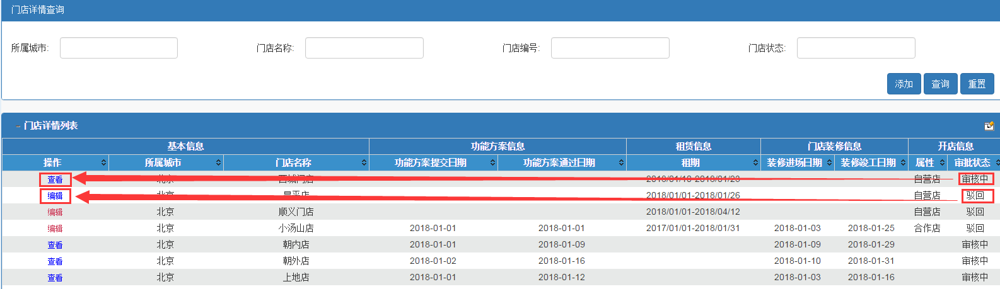 门店详情查询
所属城市: 门店名称: 门店编号: 门店状态:
添加 查询 重置
门店详情列表
基本信息 功能方案信息 租赁信息 门店装修信息 开店信息
操作 所属城市 门店名称 功能方案提交日期 功能方案通过日期 租期 装修进场日期 装修竣工日期 属性 审批状态
查看 北京 西城门店 自营店 审核中
编辑 北京 昌平店 2018/01/01-2018/01/26 自营店 驳回
编辑 北京 顺义门店 2018/01/01-2018/04/12 自营店 驳回
编辑 北京 小汤山店 2018-01-01 2018-01-01 2017/01/01-2018/01/31 2018-01-03 2018-01-25 合作店 驳回
查看 北京 朝内店 2018-01-01 2018-01-09 2018-01-09 2018-01-29 审核中
查看 北京 朝外店 2018-01-02 2018-01-16 2018-01-10 2018-01-31 审核中
查看 北京 上地店 2018-01-01 2018-01-12 2018-01-03 2018-01-16 审核中